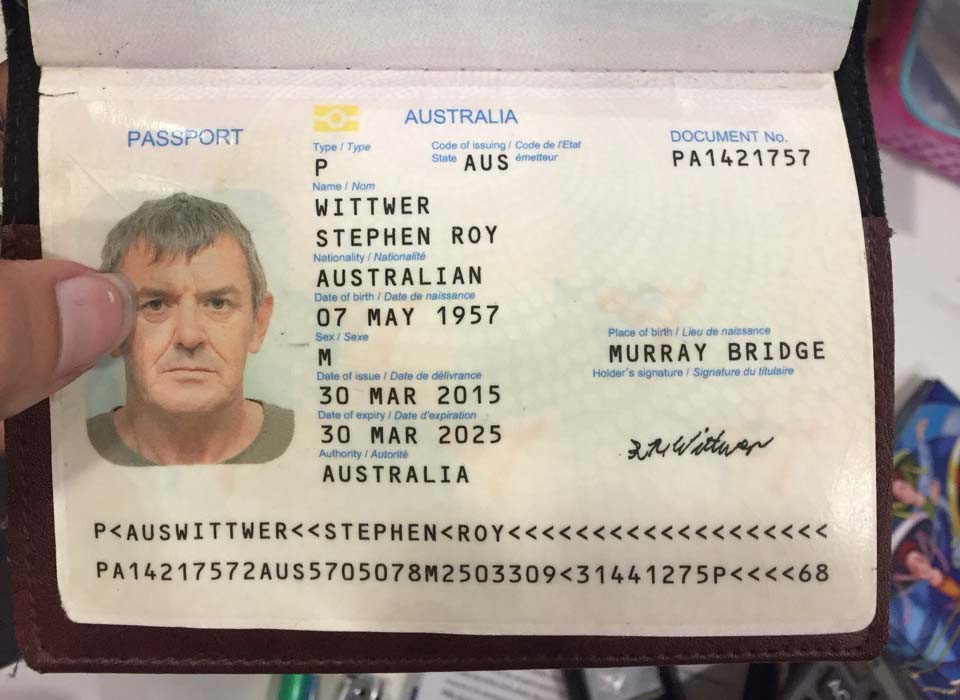 PASSPORT
AUSTRALIA
Type / Type
Code of issuing / Code de l'Etat
State émetteur
DOCUMENT No.
P
AUS
PA1421757
Name / Nom
WITTWER
STEPHEN ROY
Nationality / Nationalité
AUSTRALIAN
Date of birth / Date de naissance
07 MAY 1957
Sex / Sexe
Place of birth / Lieu de naissance
M
MURRAY BRIDGE
Date of issue / Date de délivrance
Holder's signature / Signature du titulaire
30 MAR 2015
Date of expiry / Date d'expiration
30 MAR 2025
Authority / Autorité
AUSTRALIA
P<AUSWITTWER<<STEPHEN<ROY<<<<<<<<<<<<<<<<<<<
PA14217572AUS5705078M2503309<31441275P<<<<68